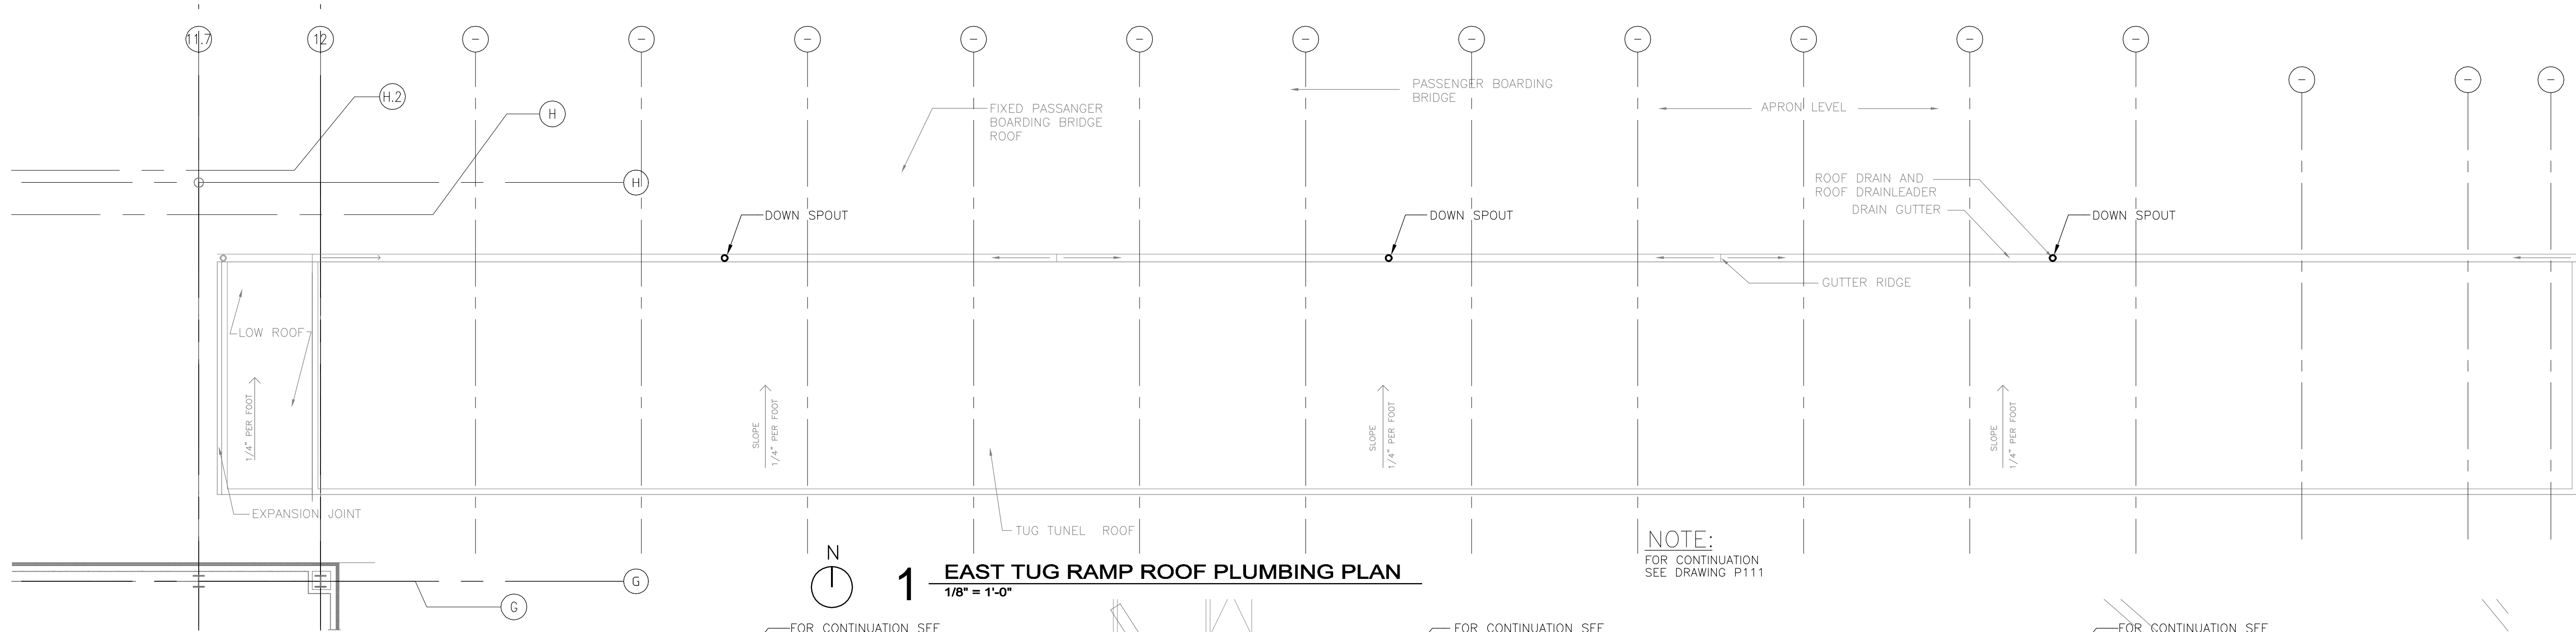 11.7
12
-
-
-
-
-
-
-
-
-
-
-
-
-
-
H.2
H
H
FIXED PASSANGER
BOARDING BRIDGE
ROOF
PASSENGER BOARDING
BRIDGE
APRON LEVEL
ROOF DRAIN AND
ROOF DRAINLEADER
DRAIN GUTTER
DOWN SPOUT
DOWN SPOUT
DOWN SPOUT
GUTTER RIDGE
LOW ROOF
1/4" PER FOOT
SLOPE
1/4" PER FOOT
SLOPE
1/4" PER FOOT
SLOPE
1/4" PER FOOT
EXPANSION JOINT
TUG TUNEL ROOF
N
1 EAST TUG RAMP ROOF PLUMBING PLAN
1/8" = 1'-0"
NOTE:
FOR CONTINUATION
SEE DRAWING P111
G
G
FOR CONTINUATION SEE
FOR CONTINUATION SEE
FOR CONTINUATION SEE